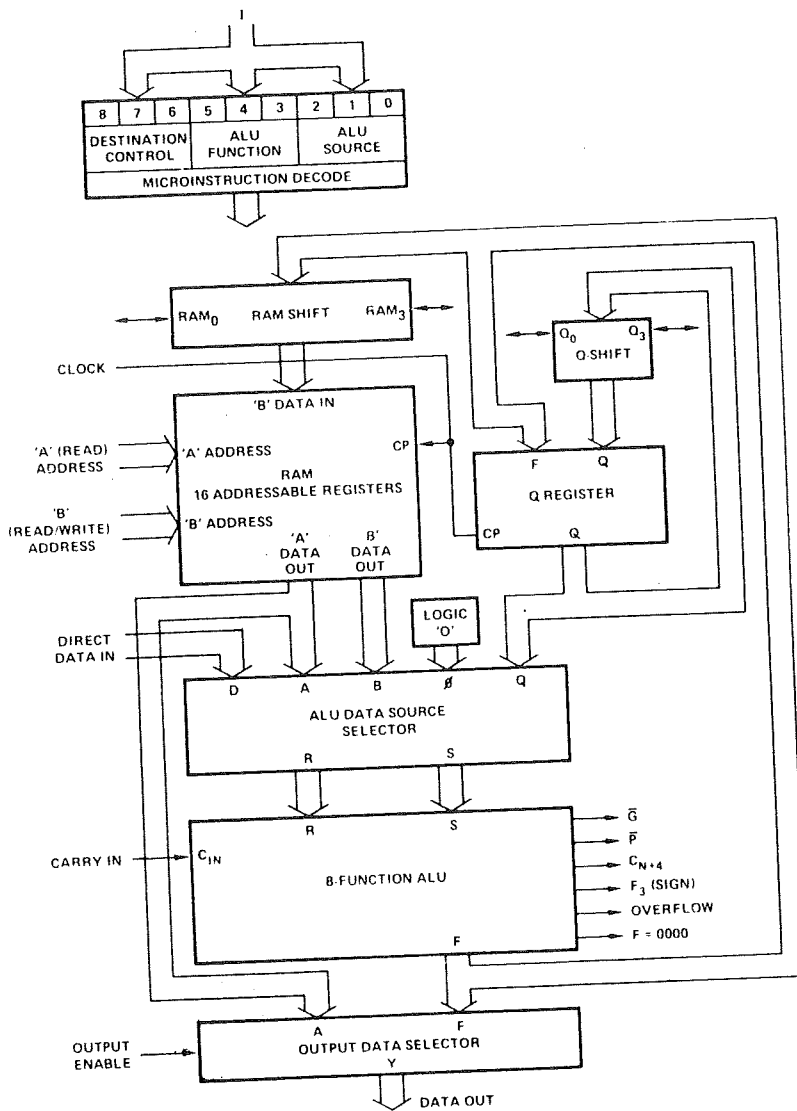 I
8 7 6 5 4 3 2 1 0
DESTINATION CONTROL
ALU FUNCTION
ALU SOURCE
MICROINSTRUCTION DECODE
RAM0 RAM SHIFT RAM3
Q0 Q3
Q-SHIFT
CLOCK
'B' DATA IN
'A' (READ) ADDRESS
'A' ADDRESS
CP
RAM
16 ADDRESSABLE REGISTERS
'B' (READ/WRITE) ADDRESS
'B' ADDRESS
'A' DATA OUT
B' DATA OUT
F Q
Q REGISTER
CP Q
LOGIC '0'
DIRECT DATA IN
D A B Ø Q
ALU DATA SOURCE SELECTOR
R S
R S
CARRY IN
CIN
8-FUNCTION ALU
F
G̅
P̅
CN+4
F3 (SIGN)
OVERFLOW
F = 0000
A F
OUTPUT ENABLE
OUTPUT DATA SELECTOR
Y
DATA OUT